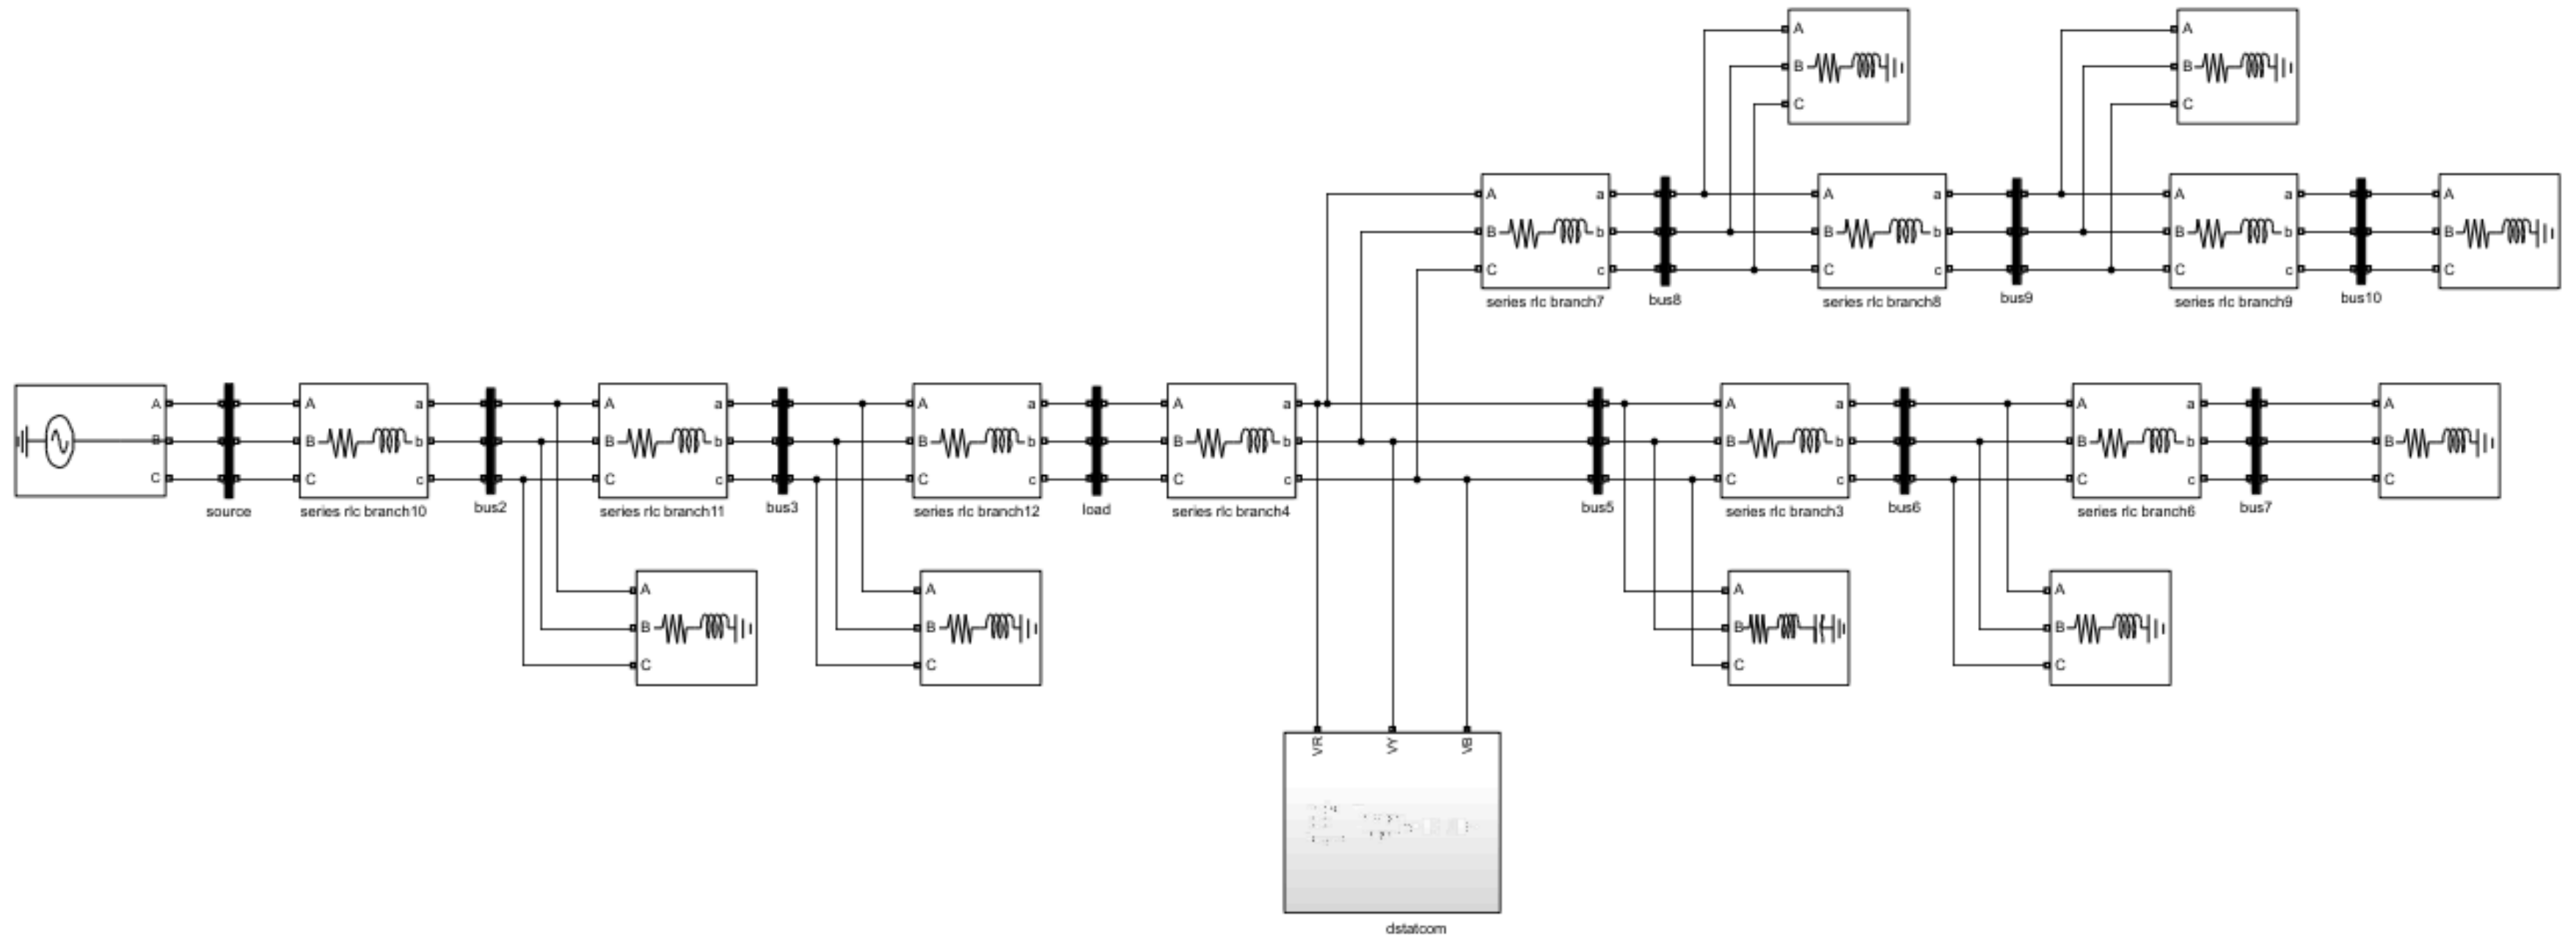 A
B
C
A
B
C
A a
B b
C c
series rlc branch7
bus8
A a
B b
C c
series rlc branch8
bus9
A a
B b
C c
series rlc branch9
bus10
A
B
C
A
B
C
source
A a
B b
C c
series rlc branch10
bus2
A a
B b
C c
series rlc branch11
bus3
A a
B b
C c
series rlc branch12
load
A a
B b
C c
series rlc branch4
bus5
A a
B b
C c
series rlc branch3
bus6
A a
B b
C c
series rlc branch6
bus7
A
B
C
A
B
C
A
B
C
A
B
C
A
B
C
VR
VY
VB
dstatcom